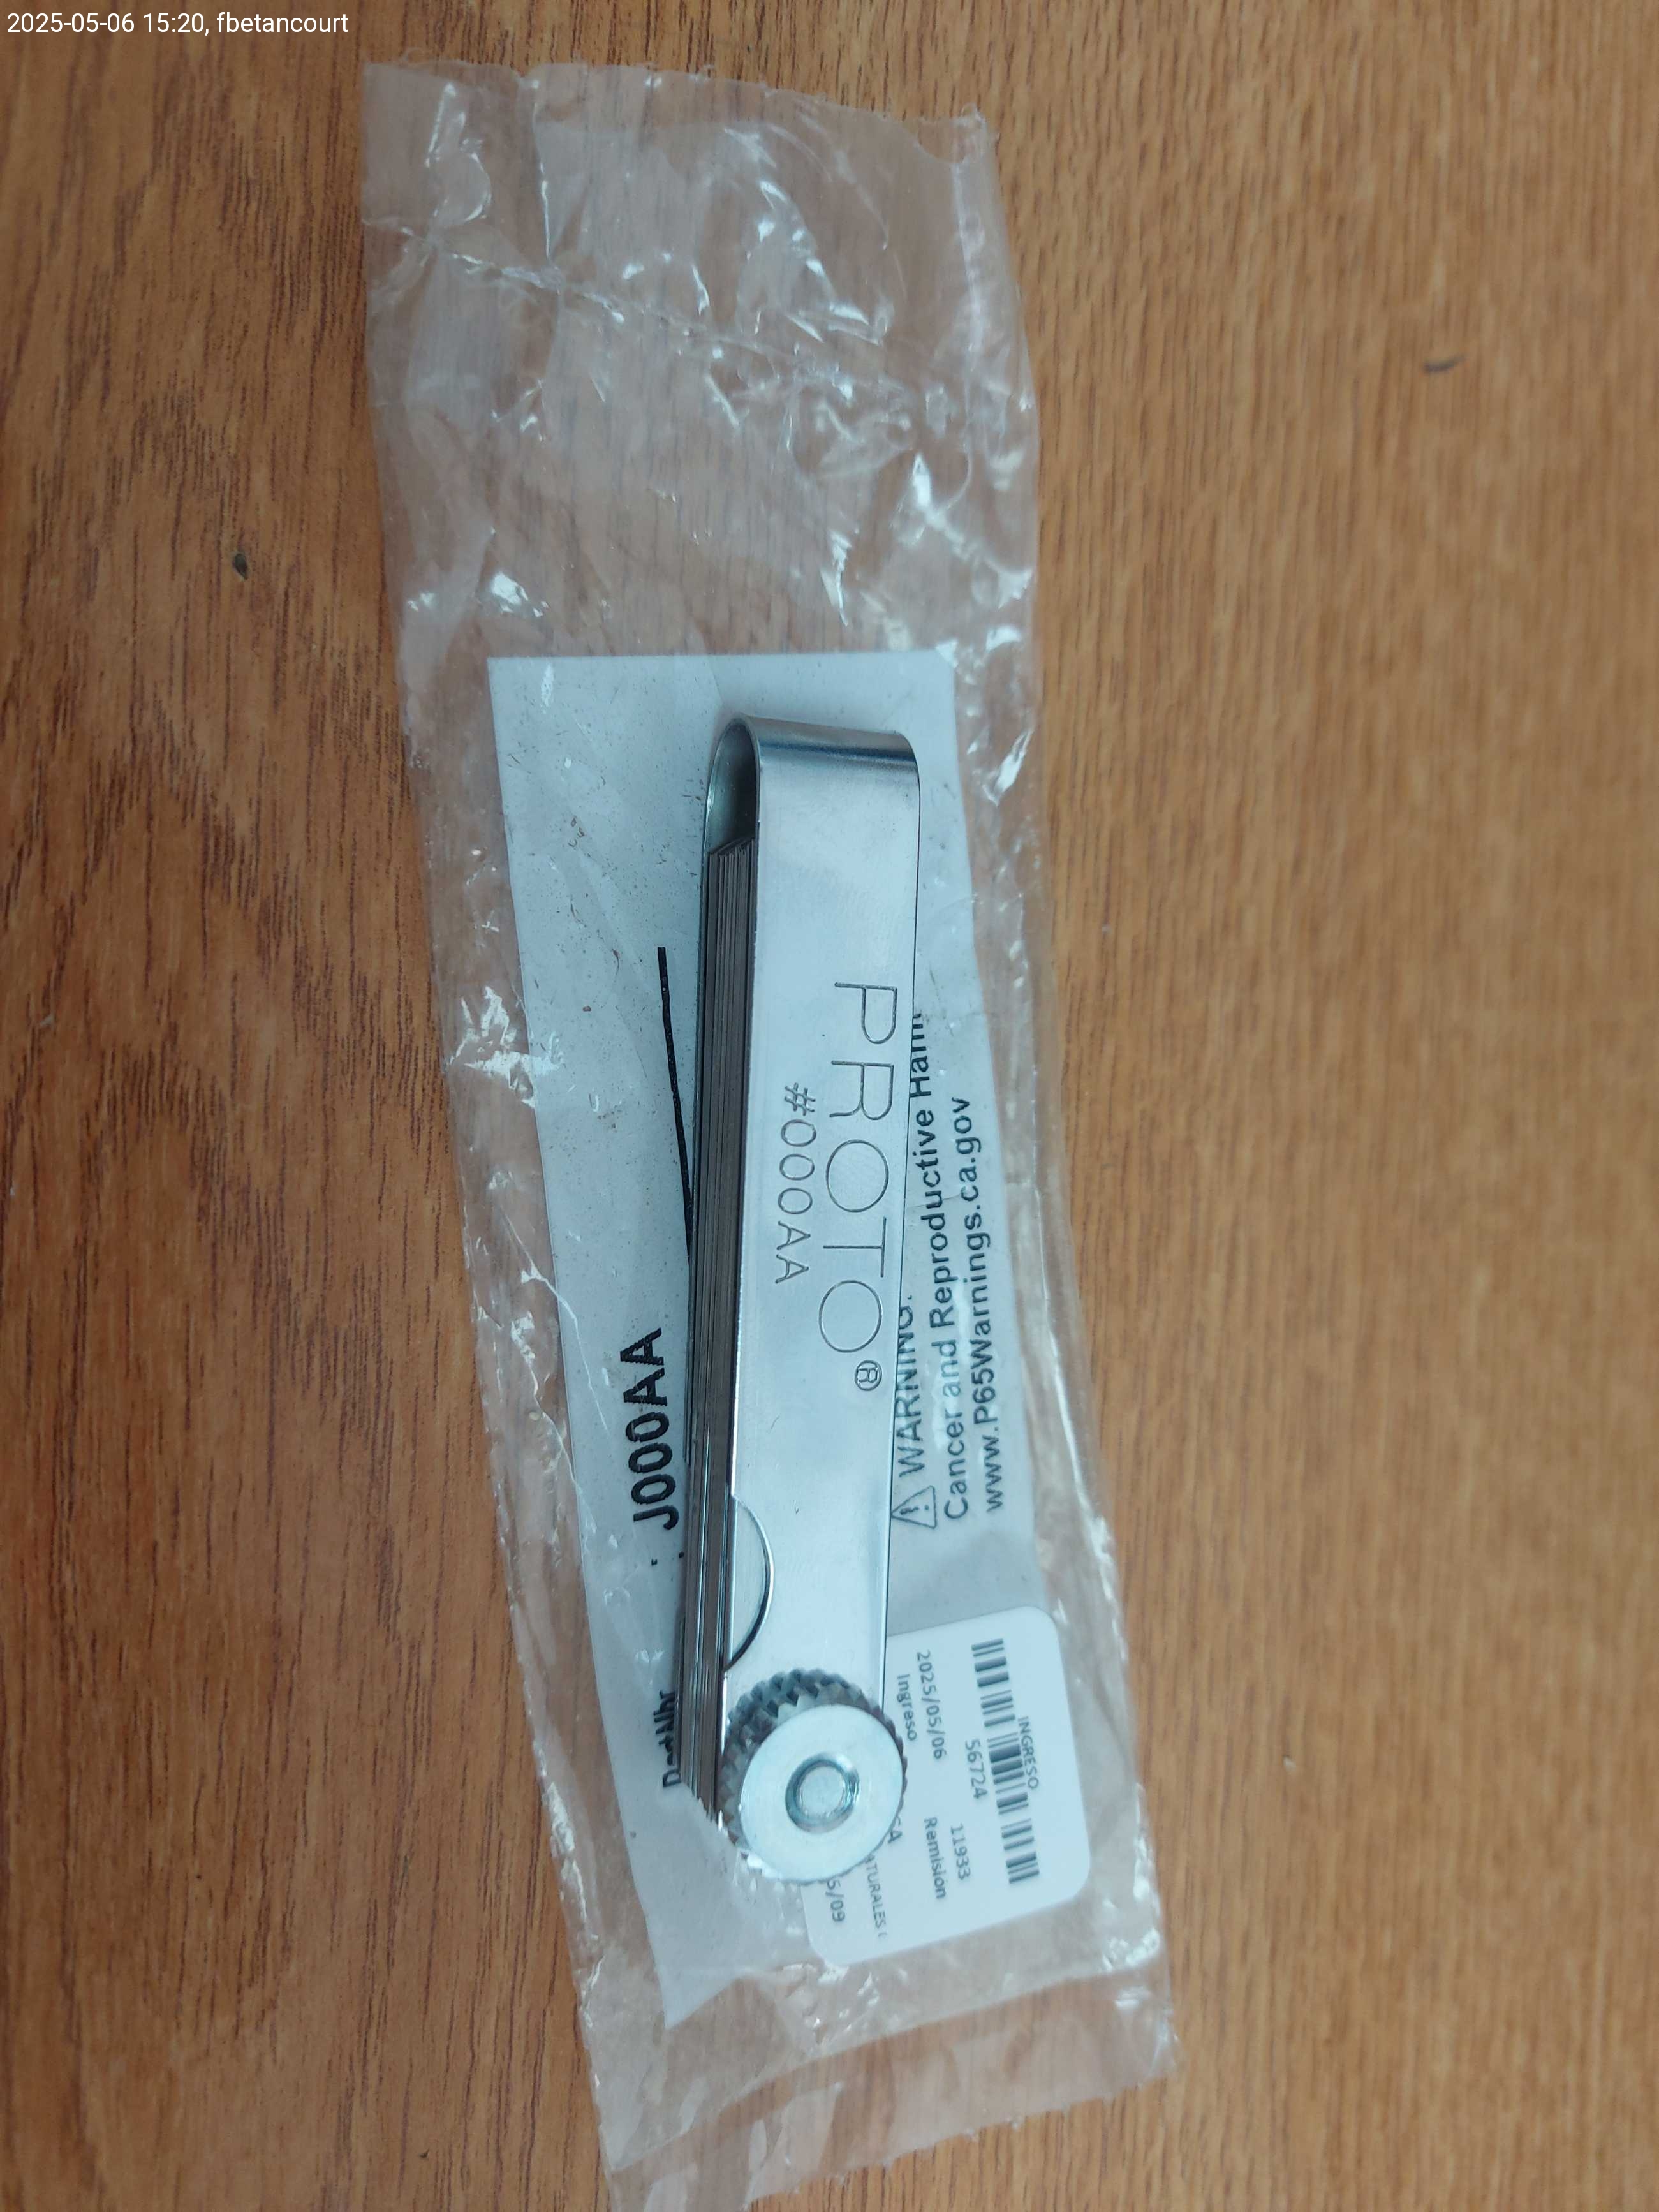 2025-05-06 15:20, fbetancourt
PROTO®
#000AA
J000AA
WARNING:
Cancer and Reproductive Harm
www.P65Warnings.ca.gov
INGRESO
56724
11933
Remisión
2025/05/06
Ingreso